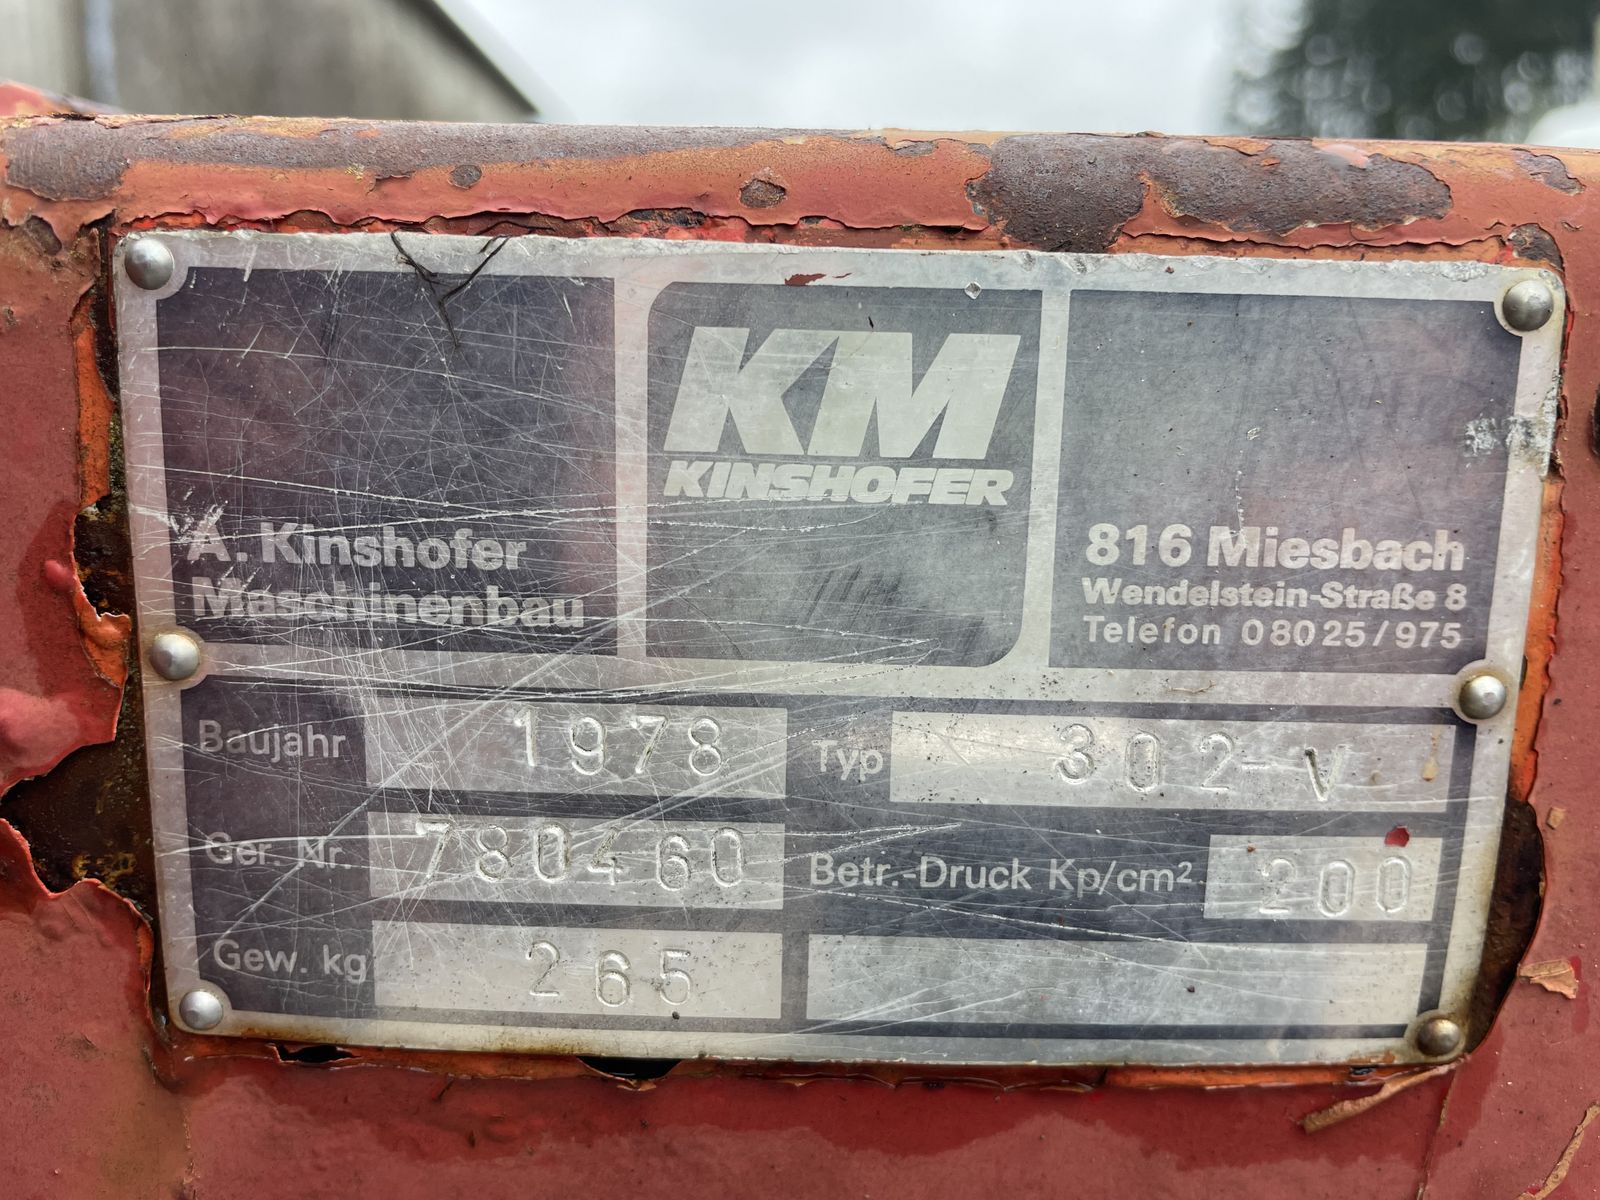 KM
KINSHOFER
A. Kinshofer
Maschinenbau
816 Miesbach
Wendelstein-Straße 8
Telefon 08025/975
Baujahr 1978 Typ 302-V
Ger. Nr. 780460 Betr.-Druck Kp/cm² 200
Gew. kg 265